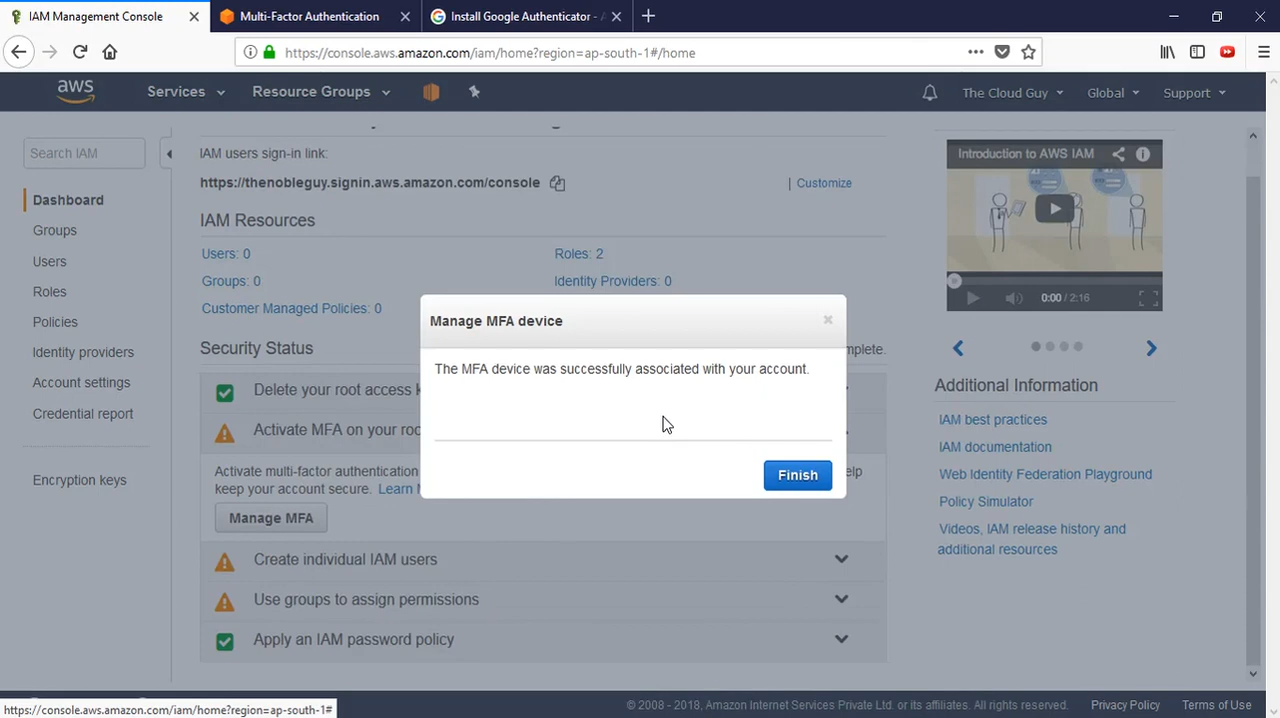 IAM Management Console
Multi-Factor Authentication
Install Google Authenticator -
https://console.aws.amazon.com/iam/home?region=ap-south-1#/home
aws
Services
Resource Groups
The Cloud Guy
Global
Support
Search IAM
Dashboard
Groups
Users
Roles
Policies
Identity providers
Account settings
Credential report
Encryption keys
IAM users sign-in link:
https://thenobleguy.signin.aws.amazon.com/console
Customize
IAM Resources
Users: 0
Roles: 2
Groups: 0
Identity Providers: 0
Customer Managed Policies: 0
Security Status
mplete.
Delete your root access k
Activate MFA on your roo
Activate multi-factor authentication
elp
keep your account secure. Learn M
Manage MFA
Create individual IAM users
Use groups to assign permissions
Apply an IAM password policy
Manage MFA device
The MFA device was successfully associated with your account.
Finish
Introduction to AWS IAM
0:00 / 2:16
Additional Information
IAM best practices
IAM documentation
Web Identity Federation Playground
Policy Simulator
Videos, IAM release history and
additional resources
https://console.aws.amazon.com/iam/home?region=ap-south-1#
© 2008 - 2018, Amazon Internet Services Private Ltd. or its affiliates. All rights reserved.
Privacy Policy
Terms of Use